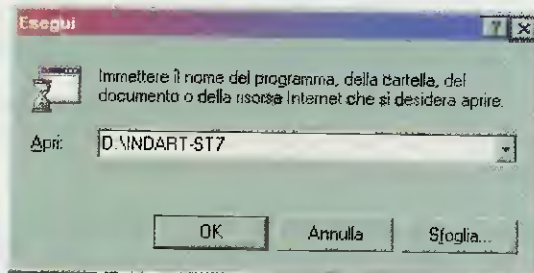 Esegui
Immettere il nome del programma, della cartella, del
documento o della risorsa Internet che si desidera aprire.
Apri:
D:\INDART-ST7
OK
Annulla
Sfoglia...